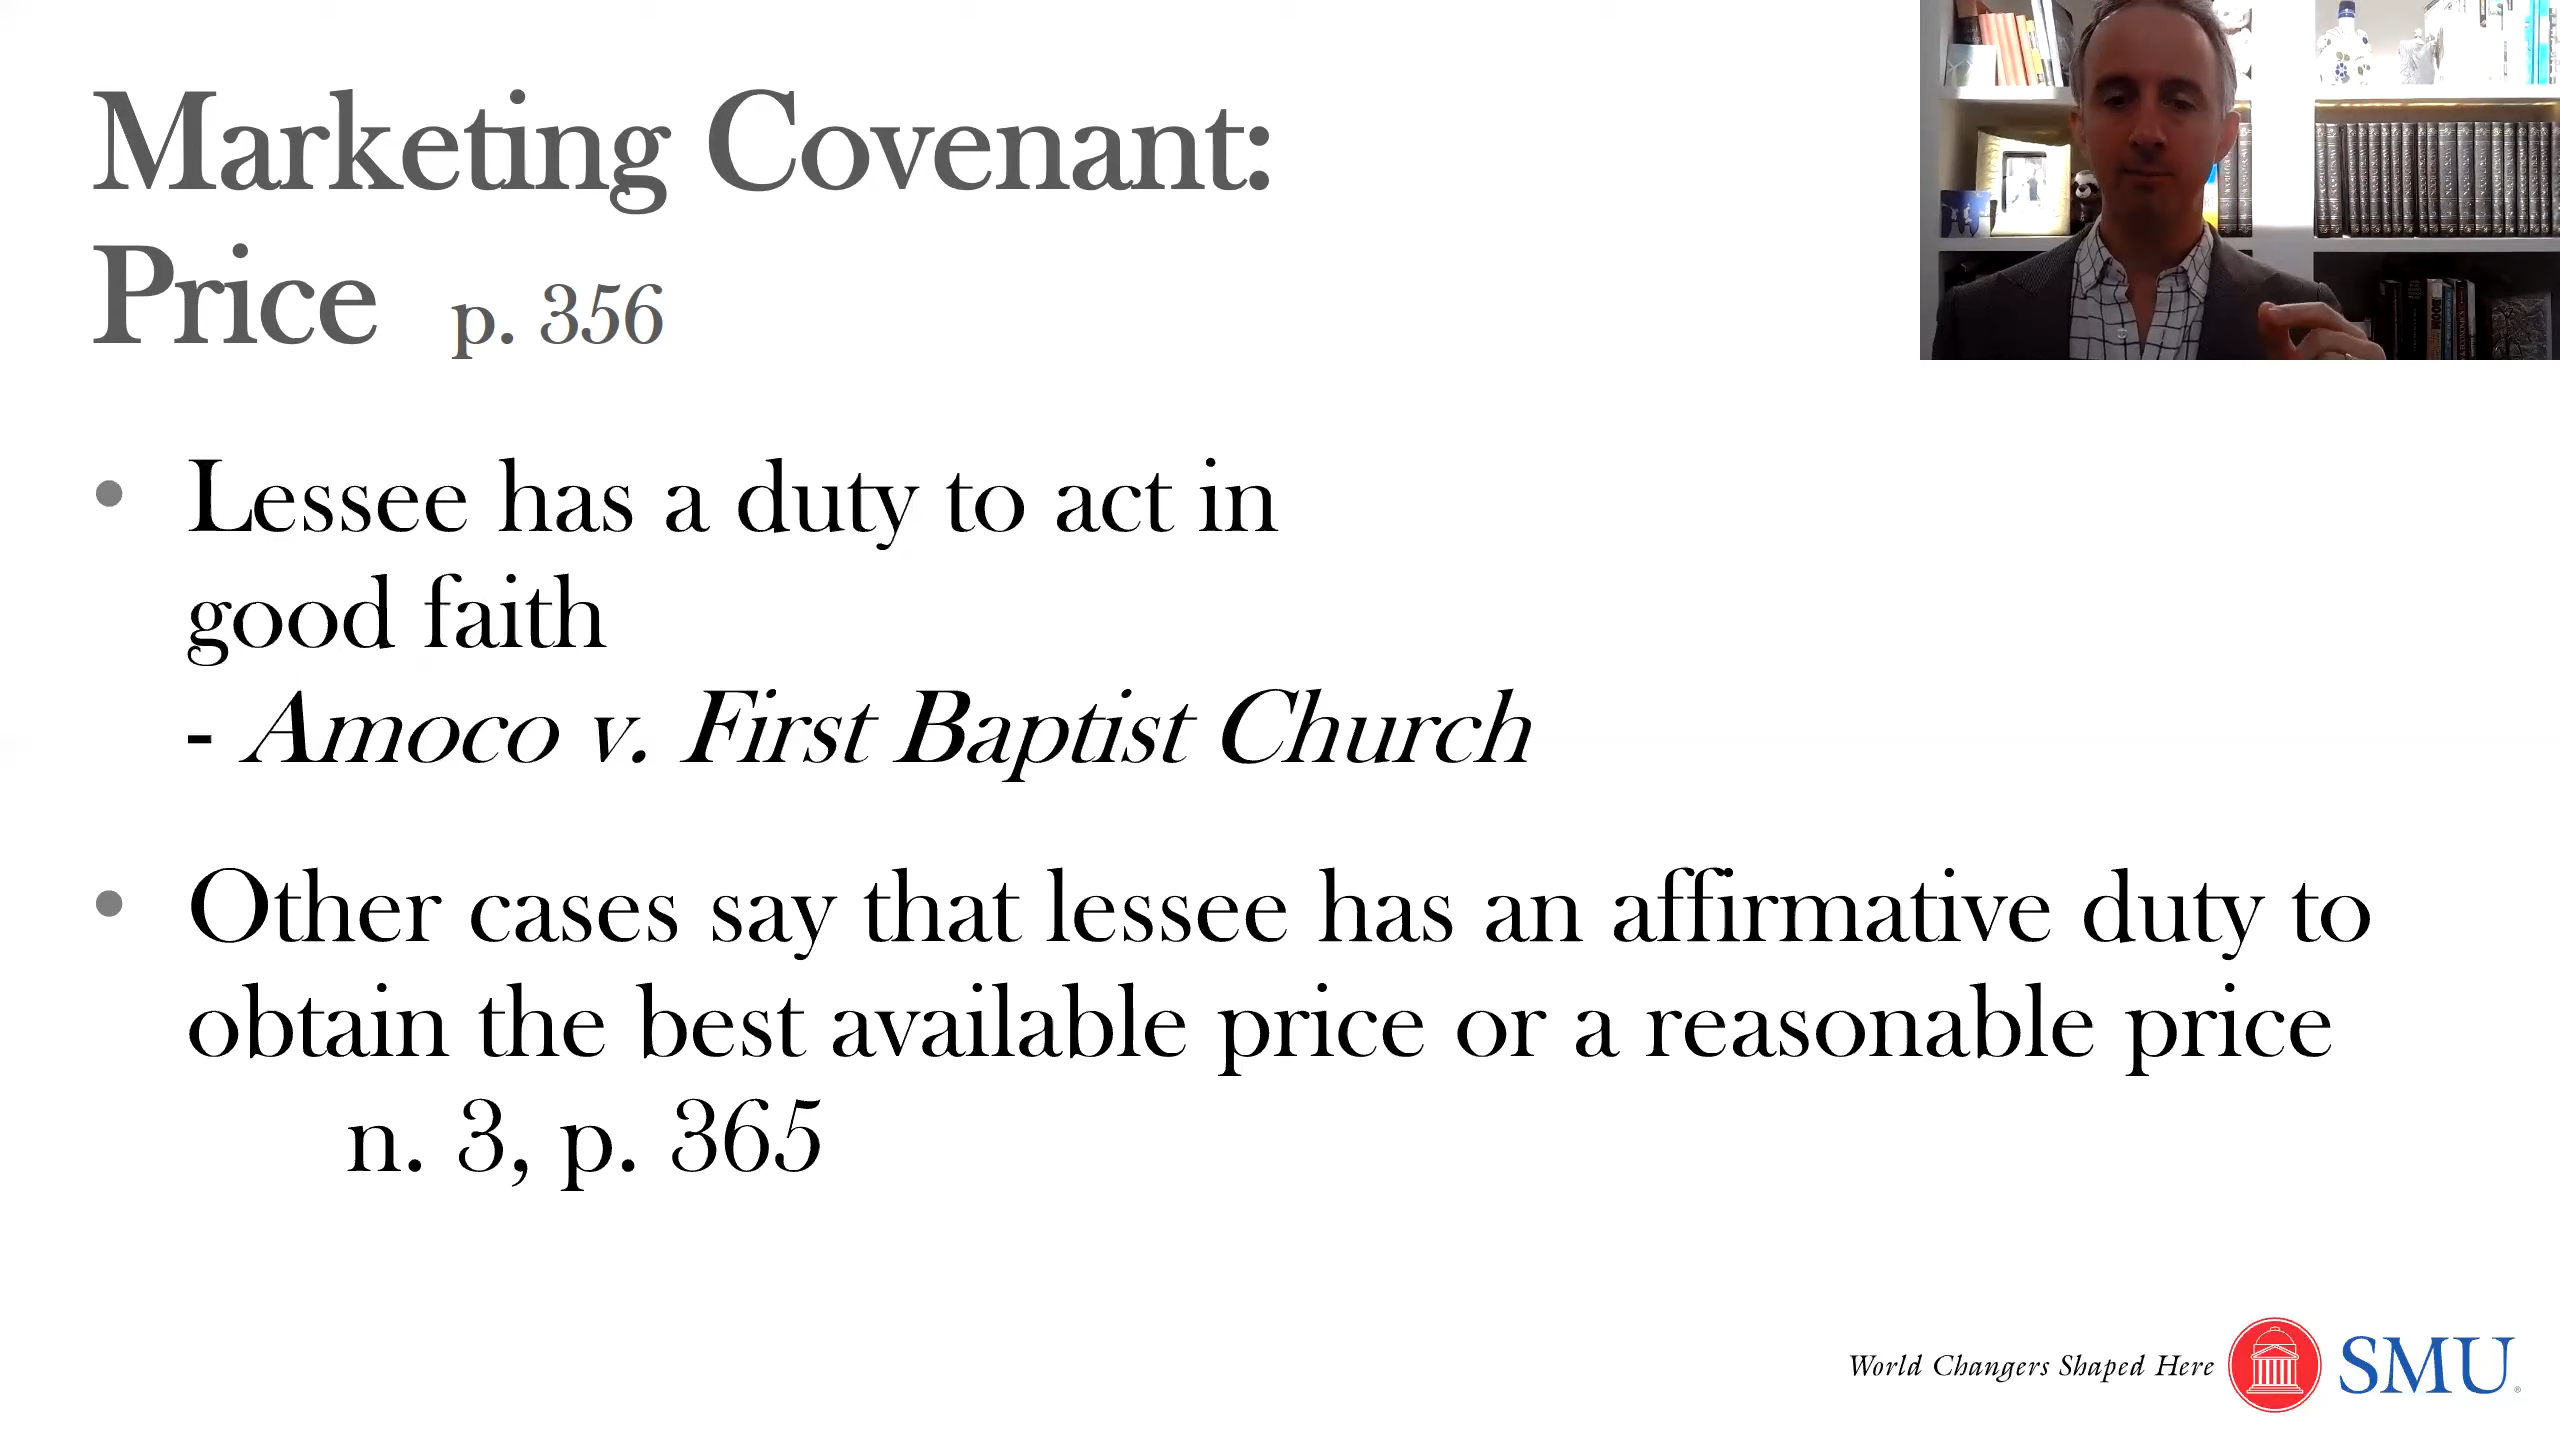 Marketing Covenant:
Price p. 356
• Lessee has a duty to act in
good faith
- Amoco v. First Baptist Church
• Other cases say that lessee has an affirmative duty to
obtain the best available price or a reasonable price
n. 3, p. 365
World Changers Shaped Here SMU®